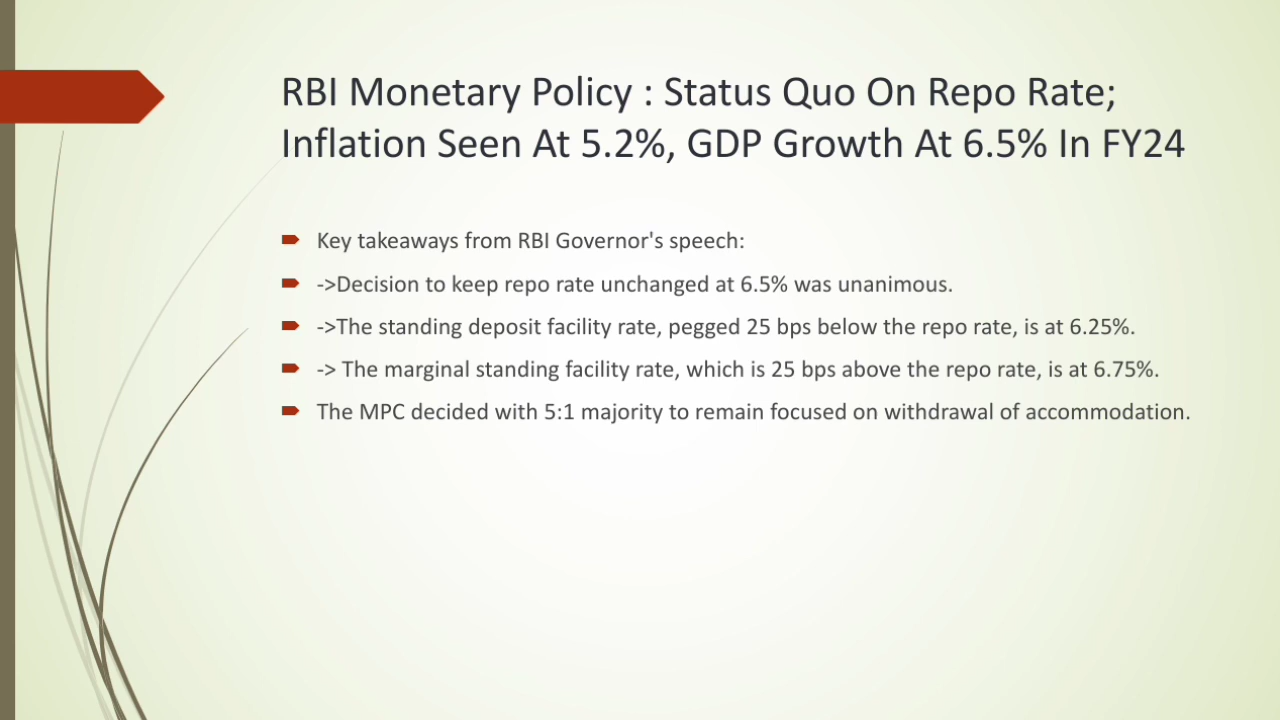 RBI Monetary Policy : Status Quo On Repo Rate;
Inflation Seen At 5.2%, GDP Growth At 6.5% In FY24
Key takeaways from RBI Governor's speech:
->Decision to keep repo rate unchanged at 6.5% was unanimous.
->The standing deposit facility rate, pegged 25 bps below the repo rate, is at 6.25%.
-> The marginal standing facility rate, which is 25 bps above the repo rate, is at 6.75%.
The MPC decided with 5:1 majority to remain focused on withdrawal of accommodation.